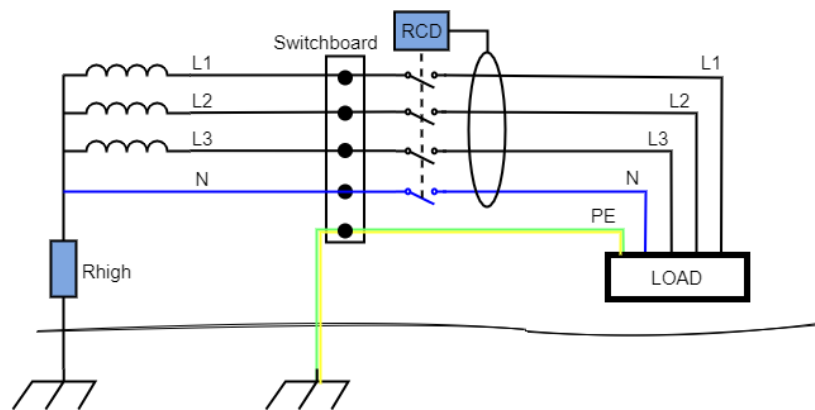 RCD
Switchboard
L1
L1
L2
L2
L3
L3
N
N
PE
Rhigh
LOAD